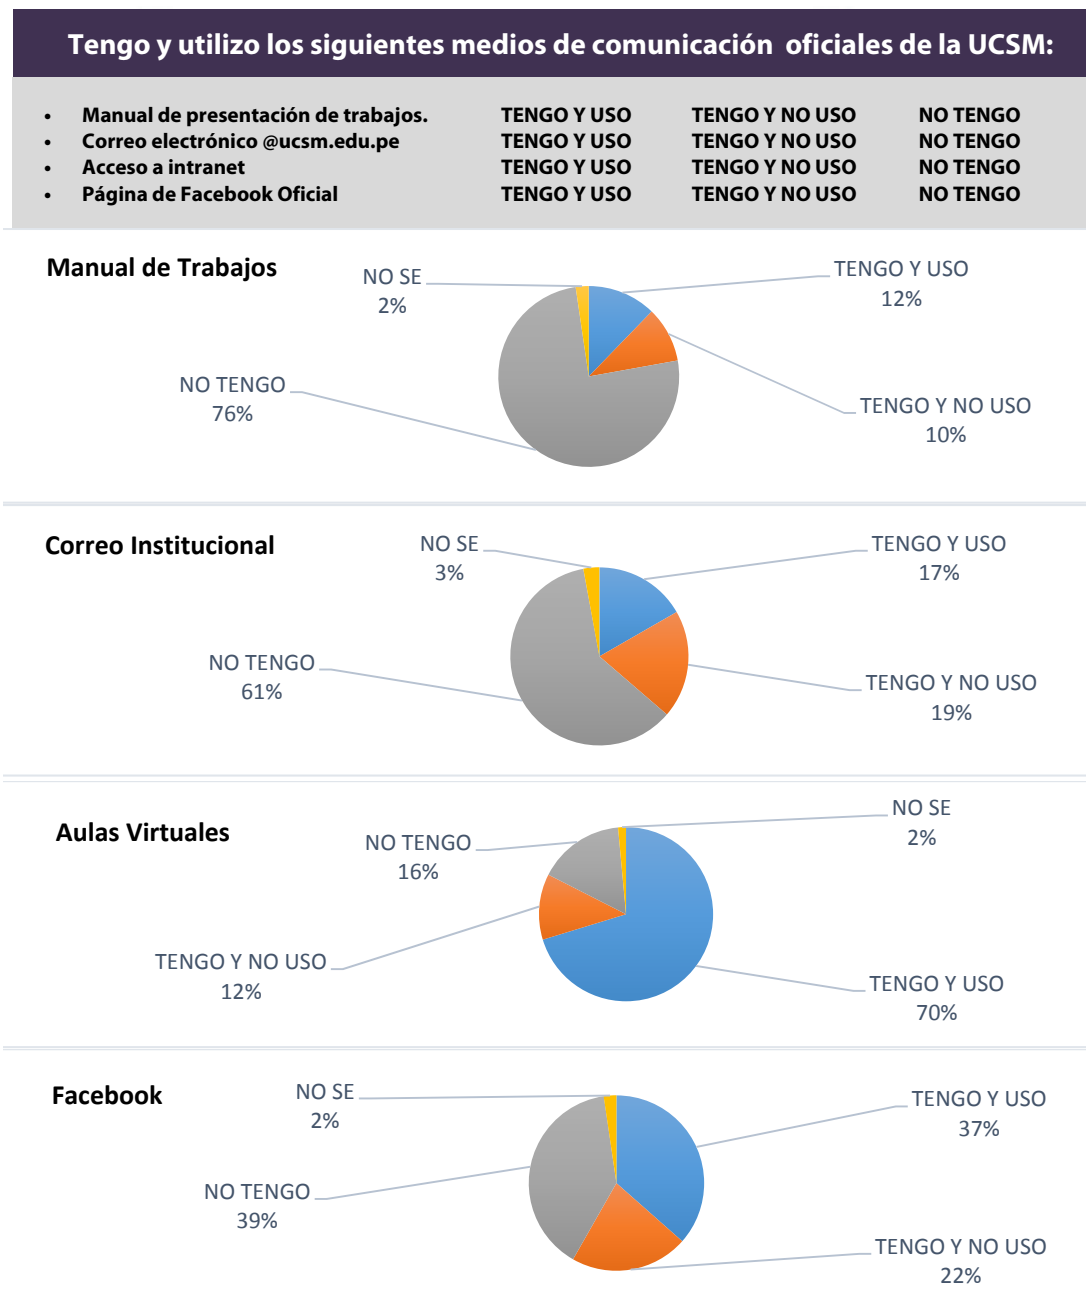 Tengo y utilizo los siguientes medios de comunicación oficiales de la UCSM:
• Manual de presentación de trabajos. TENGO Y USO TENGO Y NO USO NO TENGO
• Correo electrónico @ucsm.edu.pe TENGO Y USO TENGO Y NO USO NO TENGO
• Acceso a intranet TENGO Y USO TENGO Y NO USO NO TENGO
• Página de Facebook Oficial TENGO Y USO TENGO Y NO USO NO TENGO
Manual de Trabajos
NO SE
2%
TENGO Y USO
12%
NO TENGO
76%
TENGO Y NO USO
10%
Correo Institucional
NO SE
3%
TENGO Y USO
17%
NO TENGO
61%
TENGO Y NO USO
19%
Aulas Virtuales
NO SE
2%
NO TENGO
16%
TENGO Y NO USO
12%
TENGO Y USO
70%
Facebook
NO SE
2%
TENGO Y USO
37%
NO TENGO
39%
TENGO Y NO USO
22%